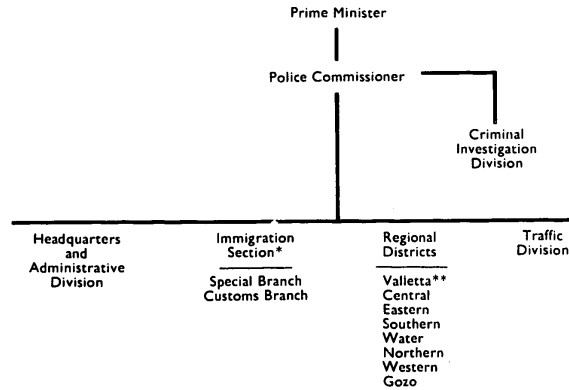 Prime Minister
Police Commissioner
Criminal
Investigation
Division
Headquarters
and
Administrative
Division
Immigration
Section*
Special Branch
Customs Branch
Regional
Districts
Valletta**
Central
Eastern
Southern
Water
Northern
Western
Gozo
Traffic
Division